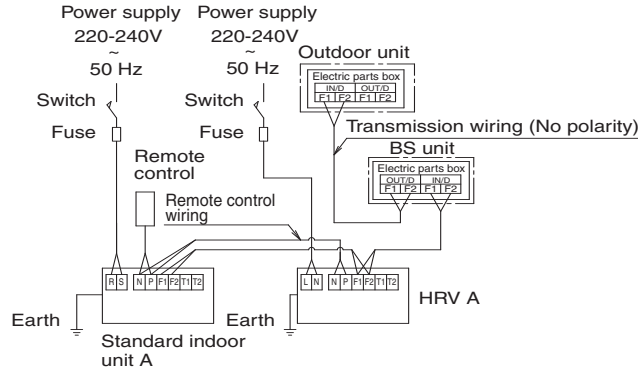 Power supply
220-240V
~
50 Hz
Power supply
220-240V
~
50 Hz
Outdoor unit
Electric parts box
IN/D OUT/D
F1 F2 F1 F2
Switch
Fuse
Switch
Fuse
Transmission wiring (No polarity)
BS unit
Electric parts box
OUT/D IN/D
F1 F2 F1 F2
Remote
control
Remote control
wiring
R S N P F1 F2 T1 T2
L N N P F1 F2 T1 T2
HRV A
Earth
Earth
Standard indoor
unit A